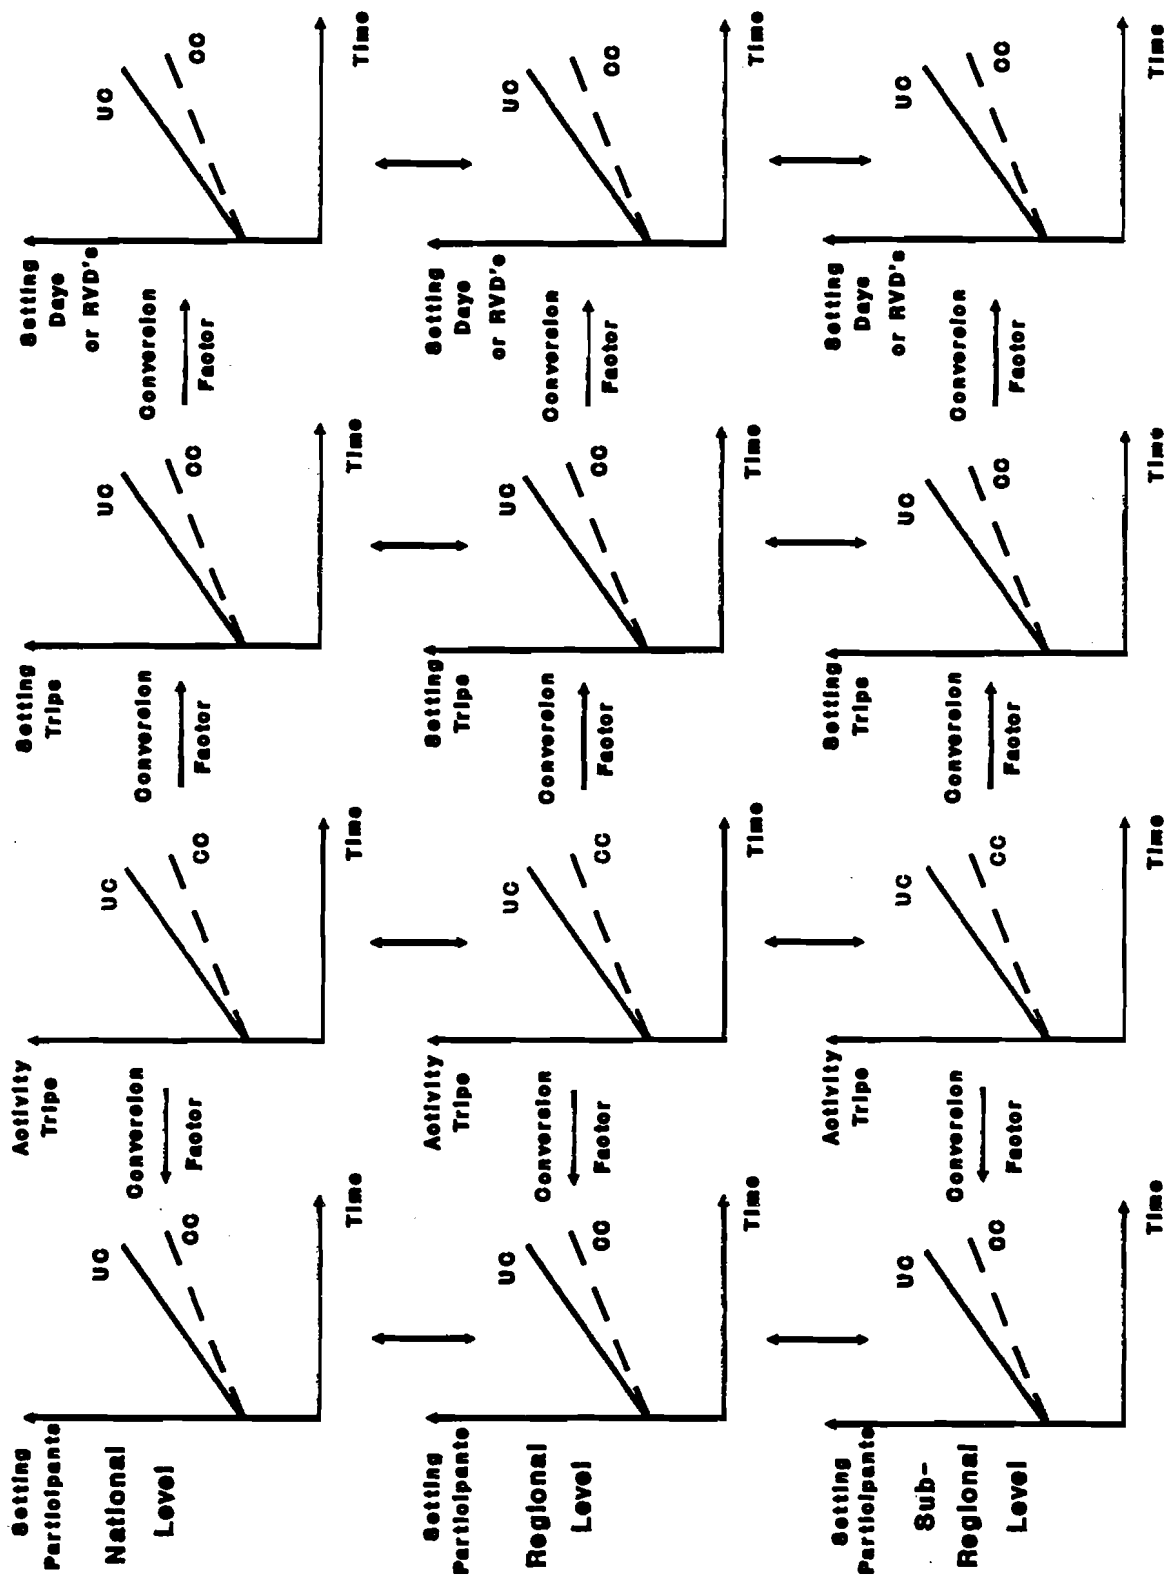 Setting
Participants
National
Level
UC
CC
Time
Conversion
Factor
Activity
Trips
UC
CC
Time
Conversion
Factor
Setting
Trips
UC
CC
Time
Conversion
Factor
Setting
Days
or RVD's
UC
CC
Time
Setting
Participants
Regional
Level
UC
CC
Time
Conversion
Factor
Activity
Trips
UC
CC
Time
Conversion
Factor
Setting
Trips
UC
CC
Time
Conversion
Factor
Setting
Days
or RVD's
UC
CC
Time
Setting
Participants
Sub-
Regional
Level
UC
CC
Time
Conversion
Factor
Activity
Trips
UC
CC
Time
Conversion
Factor
Setting
Trips
UC
CC
Time
Conversion
Factor
Setting
Days
or RVD's
UC
CC
Time